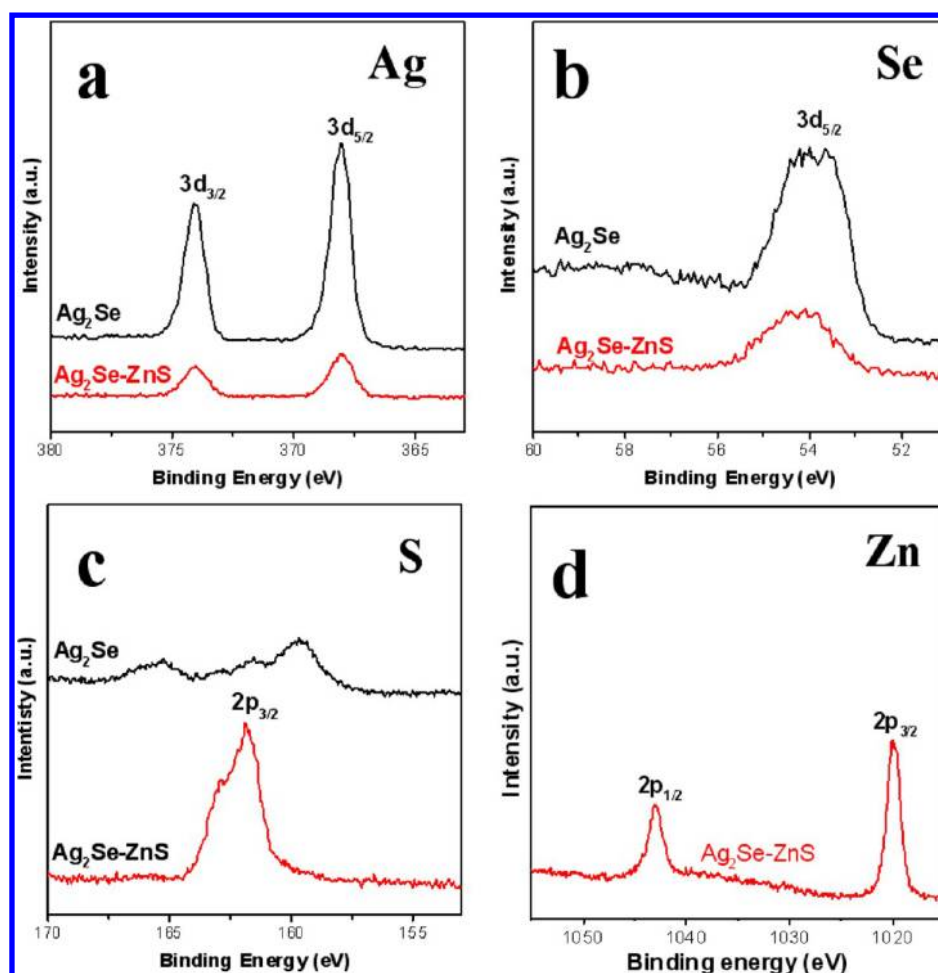 a
Ag
3d5/2
3d3/2
Ag2Se
Ag2Se-ZnS
Intensity (a.u.)
380 375 370 365
Binding Energy (eV)
b
Se
3d5/2
Ag2Se
Ag2Se-ZnS
Intensity (a.u.)
60 58 56 54 52
Binding Energy (eV)
c
S
Ag2Se
2p3/2
Ag2Se-ZnS
Intentisty (a.u.)
170 165 160 155
Binding Energy (eV)
d
Zn
2p3/2
2p1/2
Ag2Se-ZnS
Intensity (a.u.)
1050 1040 1030 1020
Binding energy (eV)